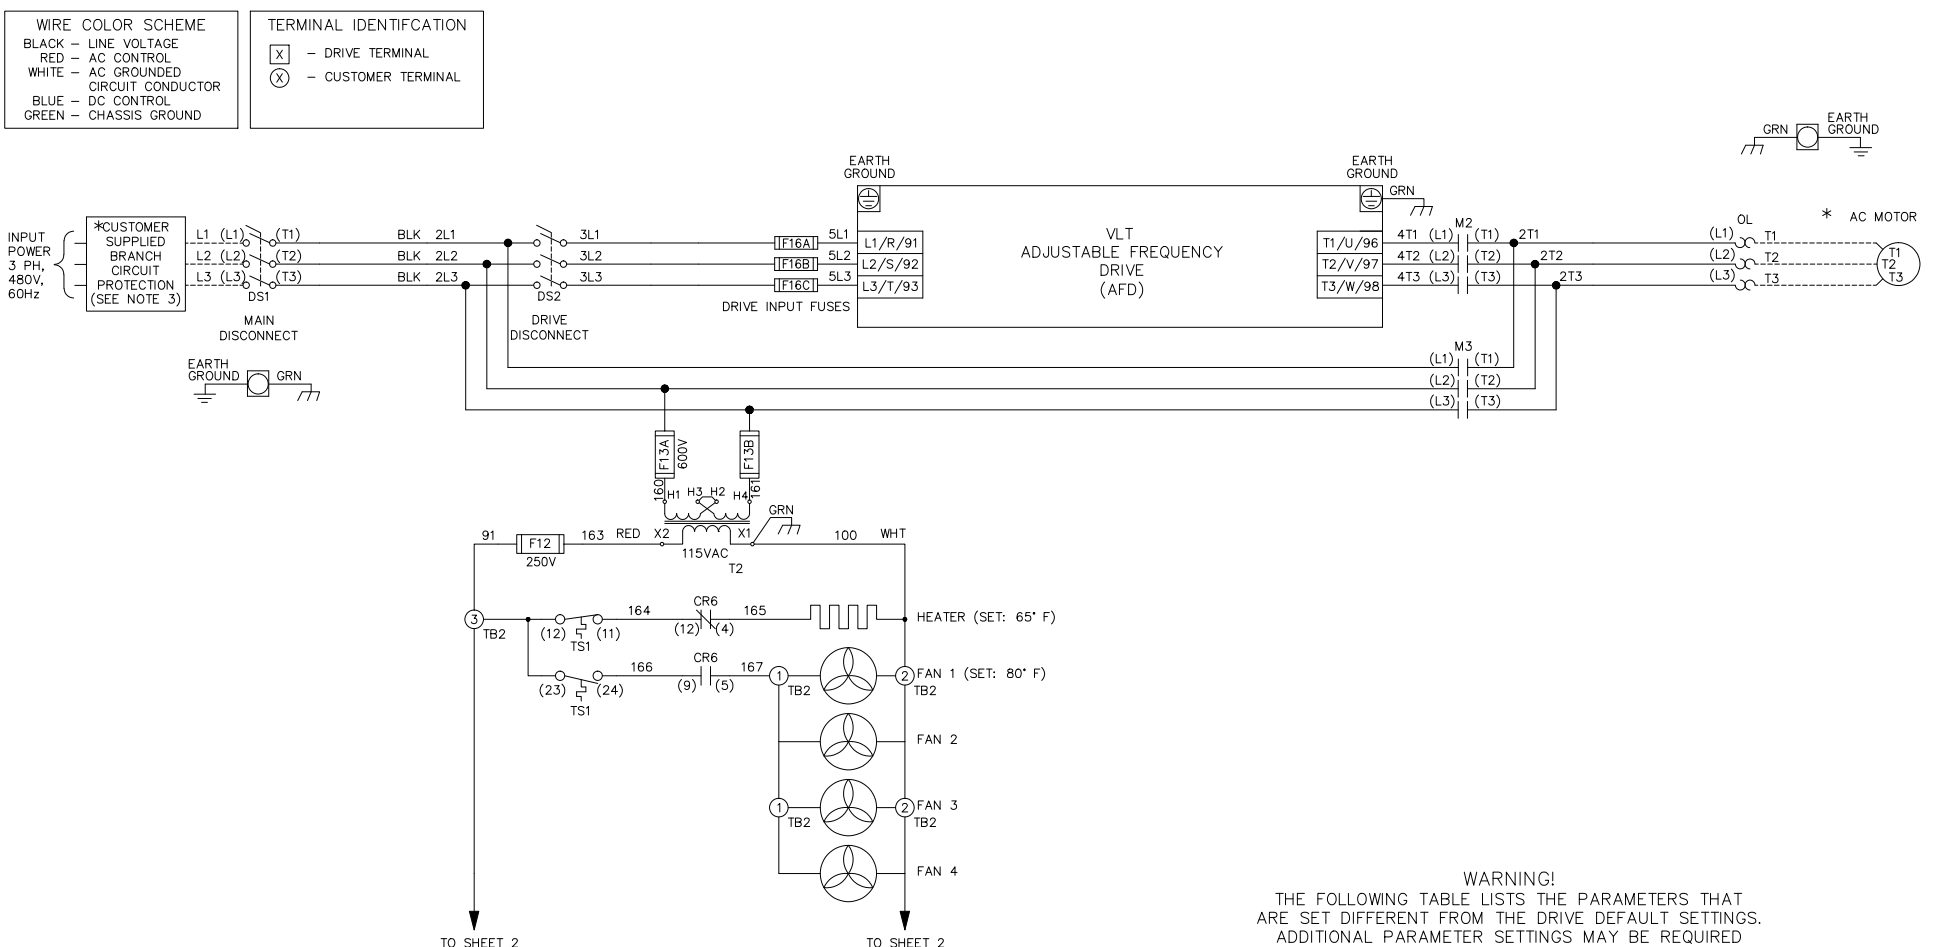 WIRE COLOR SCHEME
BLACK – LINE VOLTAGE
RED – AC CONTROL
WHITE – AC GROUNDED
CIRCUIT CONDUCTOR
BLUE – DC CONTROL
GREEN – CHASSIS GROUND
TERMINAL IDENTIFCATION
X – DRIVE TERMINAL
X – CUSTOMER TERMINAL
GRN
EARTH
GROUND
INPUT
POWER
3 PH,
480V,
60Hz
*CUSTOMER
SUPPLIED
BRANCH
CIRCUIT
PROTECTION
(SEE NOTE 3)
L1 (L1) (T1) BLK 2L1 3L1 F16A 5L1 L1/R/91
L2 (L2) (T2) BLK 2L2 3L2 F16B 5L2 L2/S/92
L3 (L3) (T3) BLK 2L3 3L3 F16C 5L3 L3/T/93
DS1
MAIN
DISCONNECT
DS2
DRIVE
DISCONNECT
DRIVE INPUT FUSES
EARTH
GROUND
VLT
ADJUSTABLE FREQUENCY
DRIVE
(AFD)
EARTH
GROUND
GRN
M2
T1/U/96 4T1 (L1) (T1) 2T1
T2/V/97 4T2 (L2) (T2) 2T2
T3/W/98 4T3 (L3) (T3) 2T3
OL
(L1) T1
(L2) T2
(L3) T3
* AC MOTOR
T1
T2
T3
EARTH
GROUND GRN
M3
(L1) (T1)
(L2) (T2)
(L3) (T3)
F13A
600V
F13B
160
H1 H3 H2 H4
161
GRN
91 F12 163 RED X2 X1 100 WHT
250V
115VAC
T2
3
TB2
(12) (11)
TS1
164
CR6
(12) (4)
165
HEATER (SET: 65° F)
(23) (24)
TS1
166
CR6
(9) (5)
167
1
TB2
2
TB2
FAN 1 (SET: 80° F)
FAN 2
1
TB2
2
TB2
FAN 3
FAN 4
TO SHEET 2
TO SHEET 2
WARNING!
THE FOLLOWING TABLE LISTS THE PARAMETERS THAT
ARE SET DIFFERENT FROM THE DRIVE DEFAULT SETTINGS.
ADDITIONAL PARAMETER SETTINGS MAY BE REQUIRED